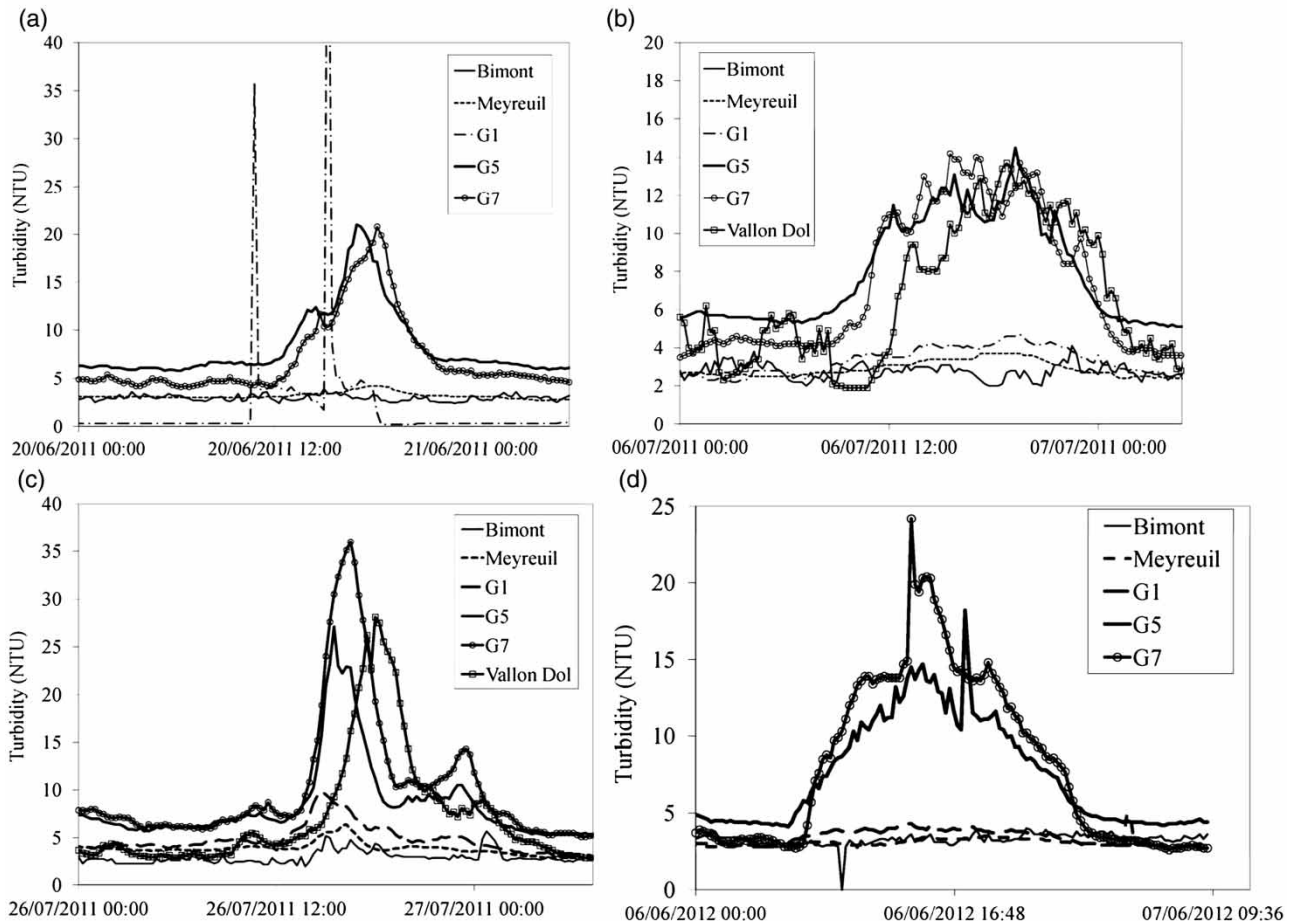 (a)
40
35
30
25
20
15
10
5
0
Turbidity (NTU)
Bimont
Meyreuil
G1
G5
G7
20/06/2011 00:00 20/06/2011 12:00 21/06/2011 00:00
(b)
20
18
16
14
12
10
8
6
4
2
0
Turbidity (NTU)
Bimont
Meyreuil
G1
G5
G7
Vallon Dol
06/07/2011 00:00 06/07/2011 12:00 07/07/2011 00:00
(c)
40
35
30
25
20
15
10
5
0
Turbidity (NTU)
Bimont
Meyreuil
G1
G5
G7
Vallon Dol
26/07/2011 00:00 26/07/2011 12:00 27/07/2011 00:00
(d)
25
20
15
10
5
0
Turbidity (NTU)
Bimont
Meyreuil
G1
G5
G7
06/06/2012 00:00 06/06/2012 16:48 07/06/2012 09:36